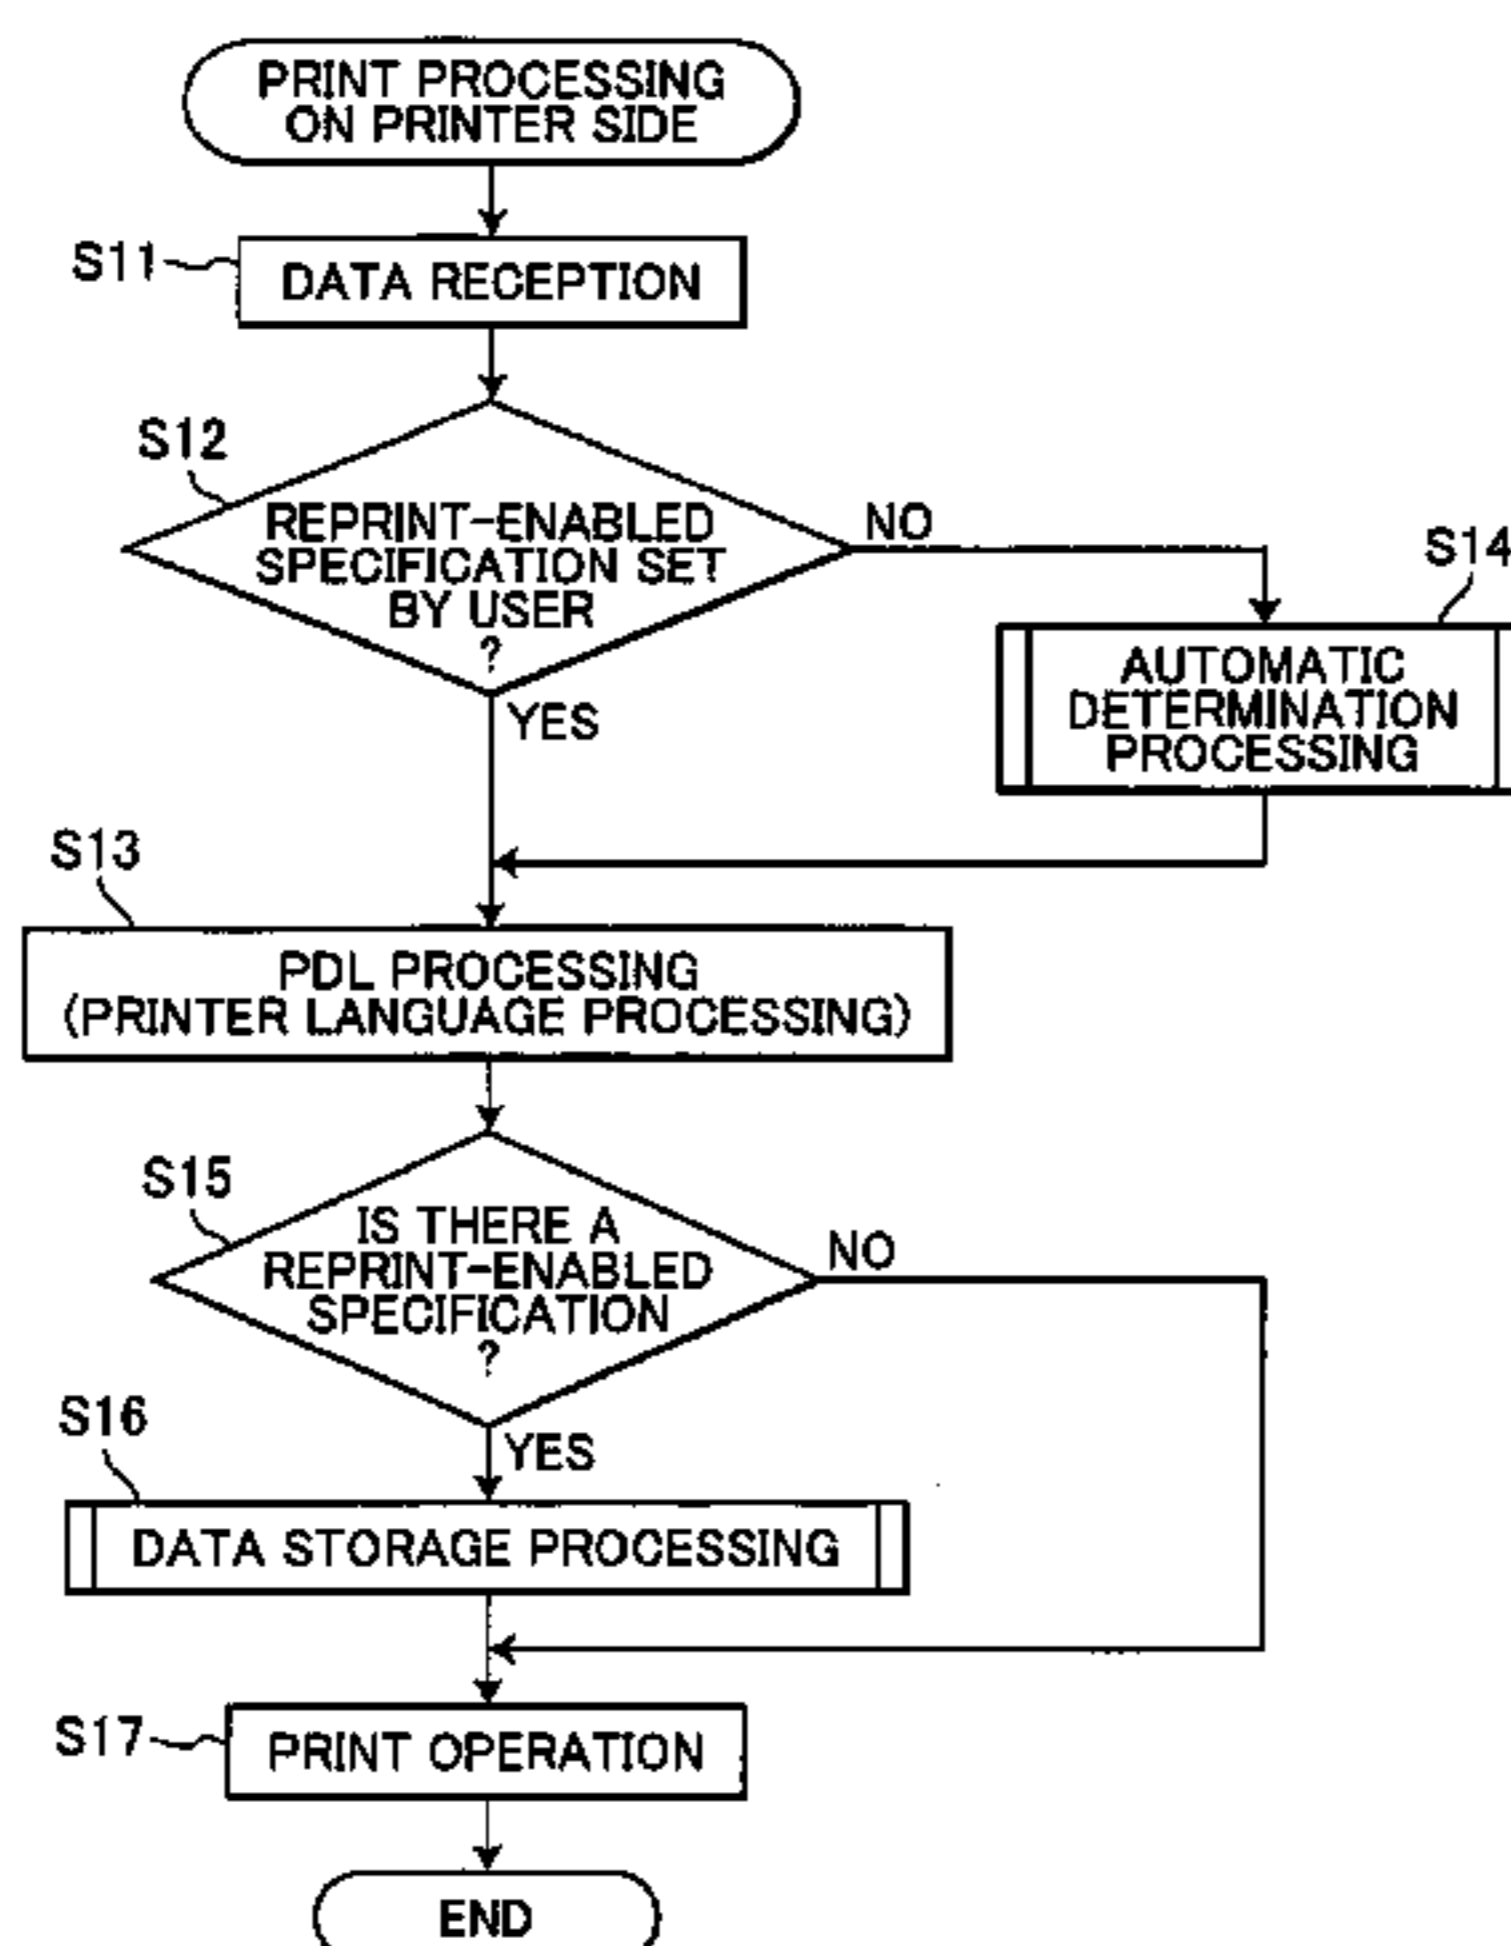 PRINT PROCESSING
ON PRINTER SIDE
S11
DATA RECEPTION
S12
REPRINT-ENABLED
SPECIFICATION SET
BY USER
?
NO
YES
S14
AUTOMATIC
DETERMINATION
PROCESSING
S13
PDL PROCESSING
(PRINTER LANGUAGE PROCESSING)
S15
IS THERE A
REPRINT-ENABLED
SPECIFICATION
?
NO
YES
S16
DATA STORAGE PROCESSING
S17
PRINT OPERATION
END